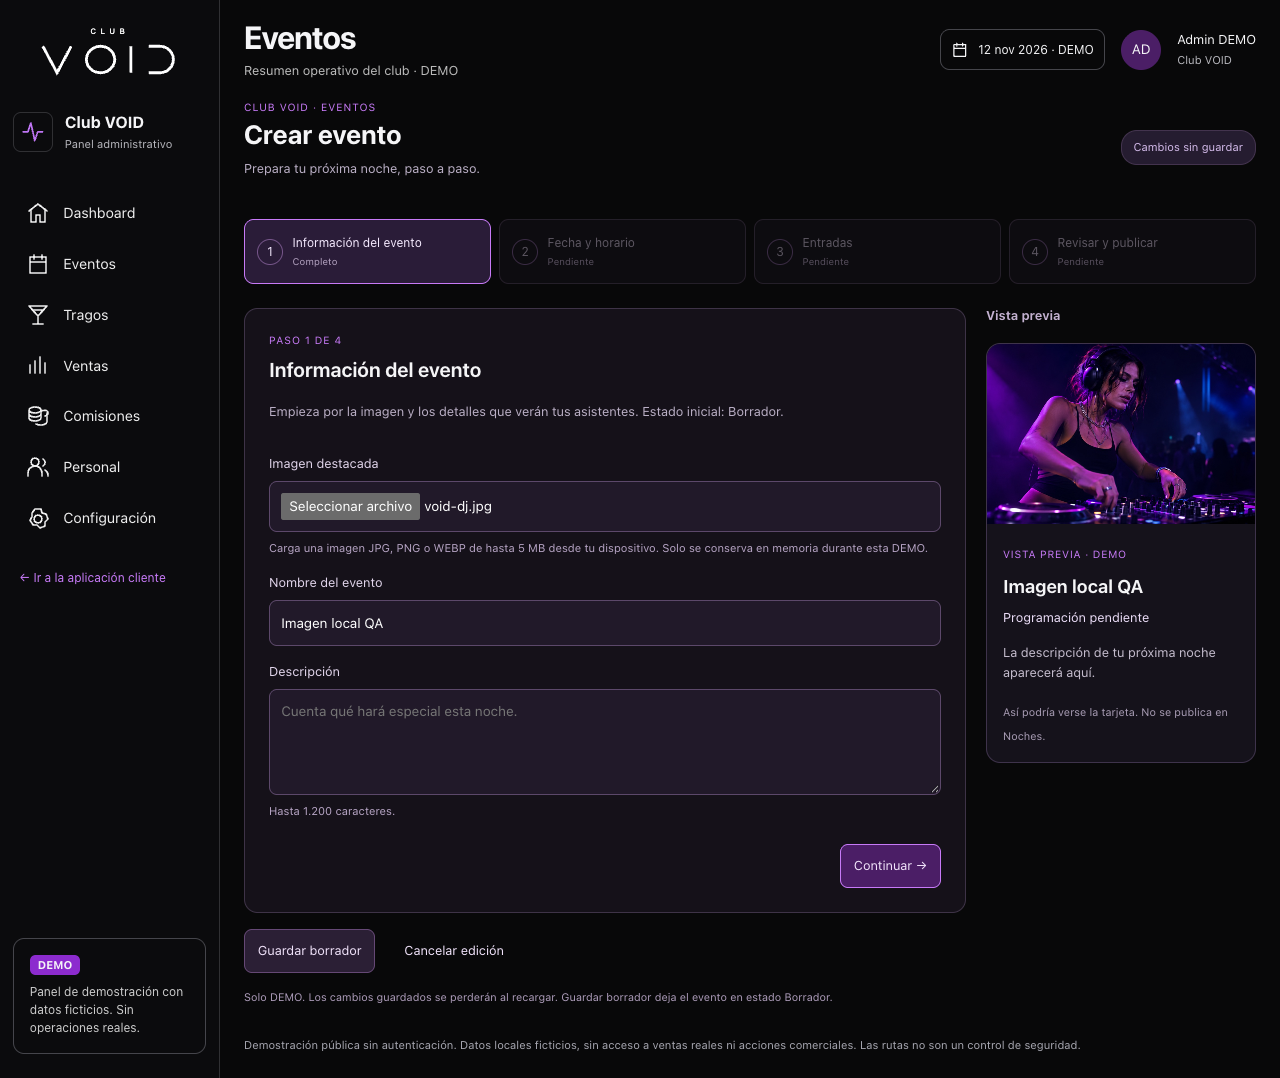 CLUB
VOID
Club VOID
Panel administrativo
Dashboard
Eventos
Tragos
Ventas
Comisiones
Personal
Configuración
← Ir a la aplicación cliente
DEMO
Panel de demostración con
datos ficticios. Sin
operaciones reales.
Eventos
Resumen operativo del club · DEMO
12 nov 2026 · DEMO
AD
Admin DEMO
Club VOID
CLUB VOID · EVENTOS
Crear evento
Prepara tu próxima noche, paso a paso.
Cambios sin guardar
1
Información del evento
Completo
2
Fecha y horario
Pendiente
3
Entradas
Pendiente
4
Revisar y publicar
Pendiente
PASO 1 DE 4
Información del evento
Empieza por la imagen y los detalles que verán tus asistentes. Estado inicial: Borrador.
Imagen destacada
Seleccionar archivo void-dj.jpg
Carga una imagen JPG, PNG o WEBP de hasta 5 MB desde tu dispositivo. Solo se conserva en memoria durante esta DEMO.
Nombre del evento
Imagen local QA
Descripción
Cuenta qué hará especial esta noche.
Hasta 1.200 caracteres.
Continuar →
Vista previa
VISTA PREVIA · DEMO
Imagen local QA
Programación pendiente
La descripción de tu próxima noche
aparecerá aquí.
Así podría verse la tarjeta. No se publica en
Noches.
Guardar borrador
Cancelar edición
Solo DEMO. Los cambios guardados se perderán al recargar. Guardar borrador deja el evento en estado Borrador.
Demostración pública sin autenticación. Datos locales ficticios, sin acceso a ventas reales ni acciones comerciales. Las rutas no son un control de seguridad.